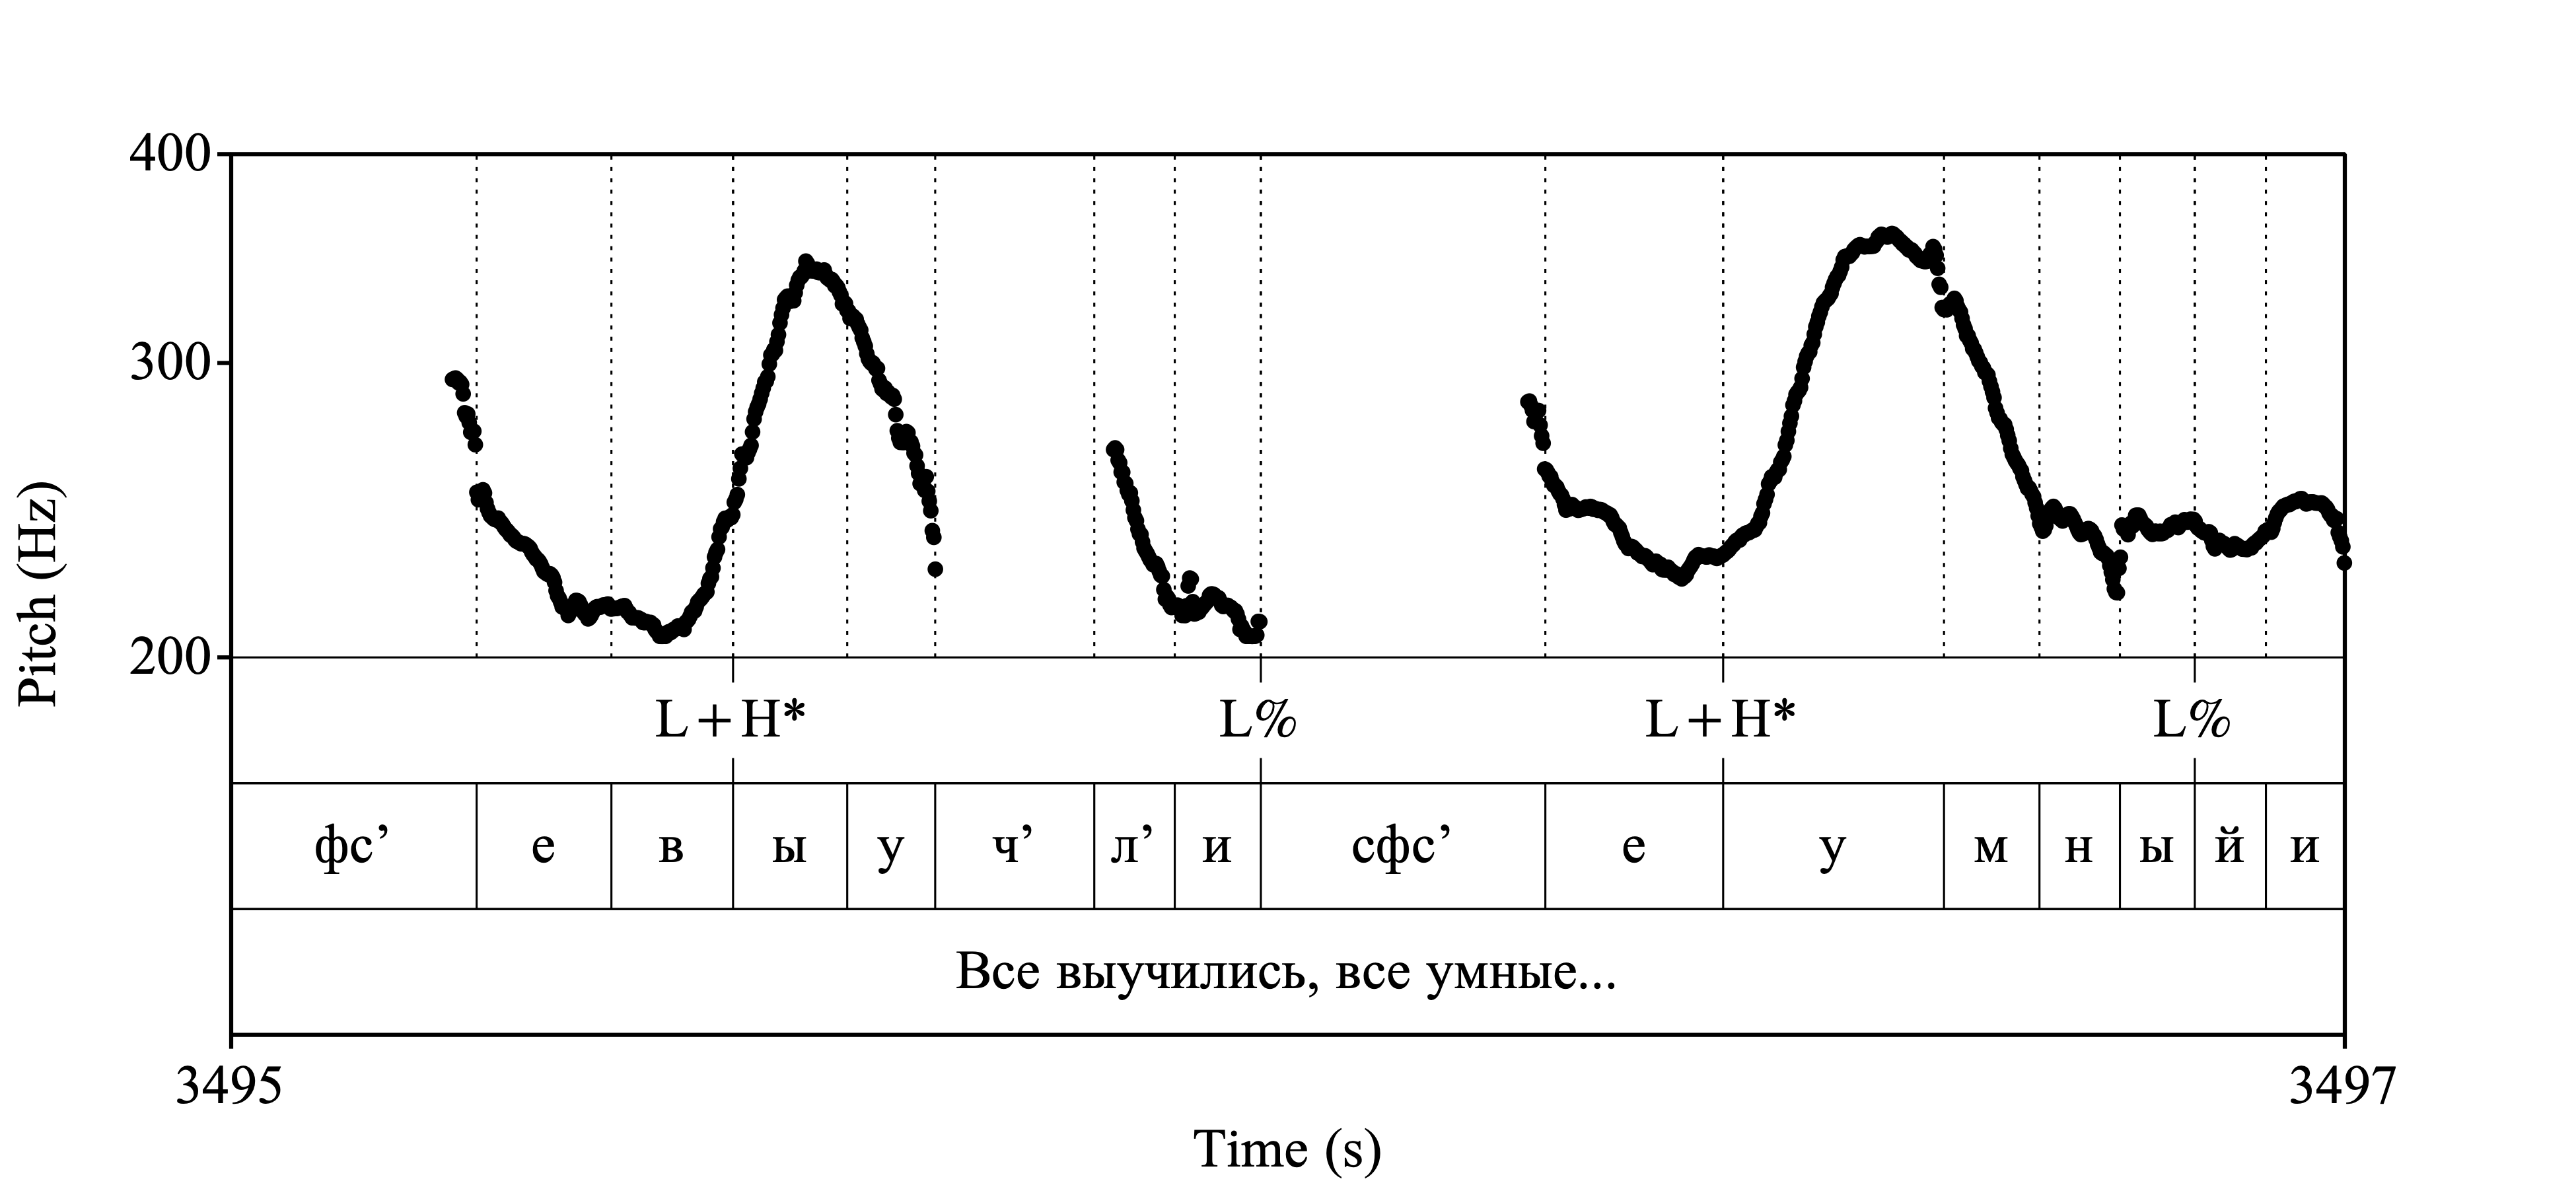 400
300
200
Pitch (Hz)
L+H* L% L+H* L%
фс’ е в ы у ч’ л’ и сфс’ е у м н ы й и
Все выучились, все умные...
3495 3497
Time (s)